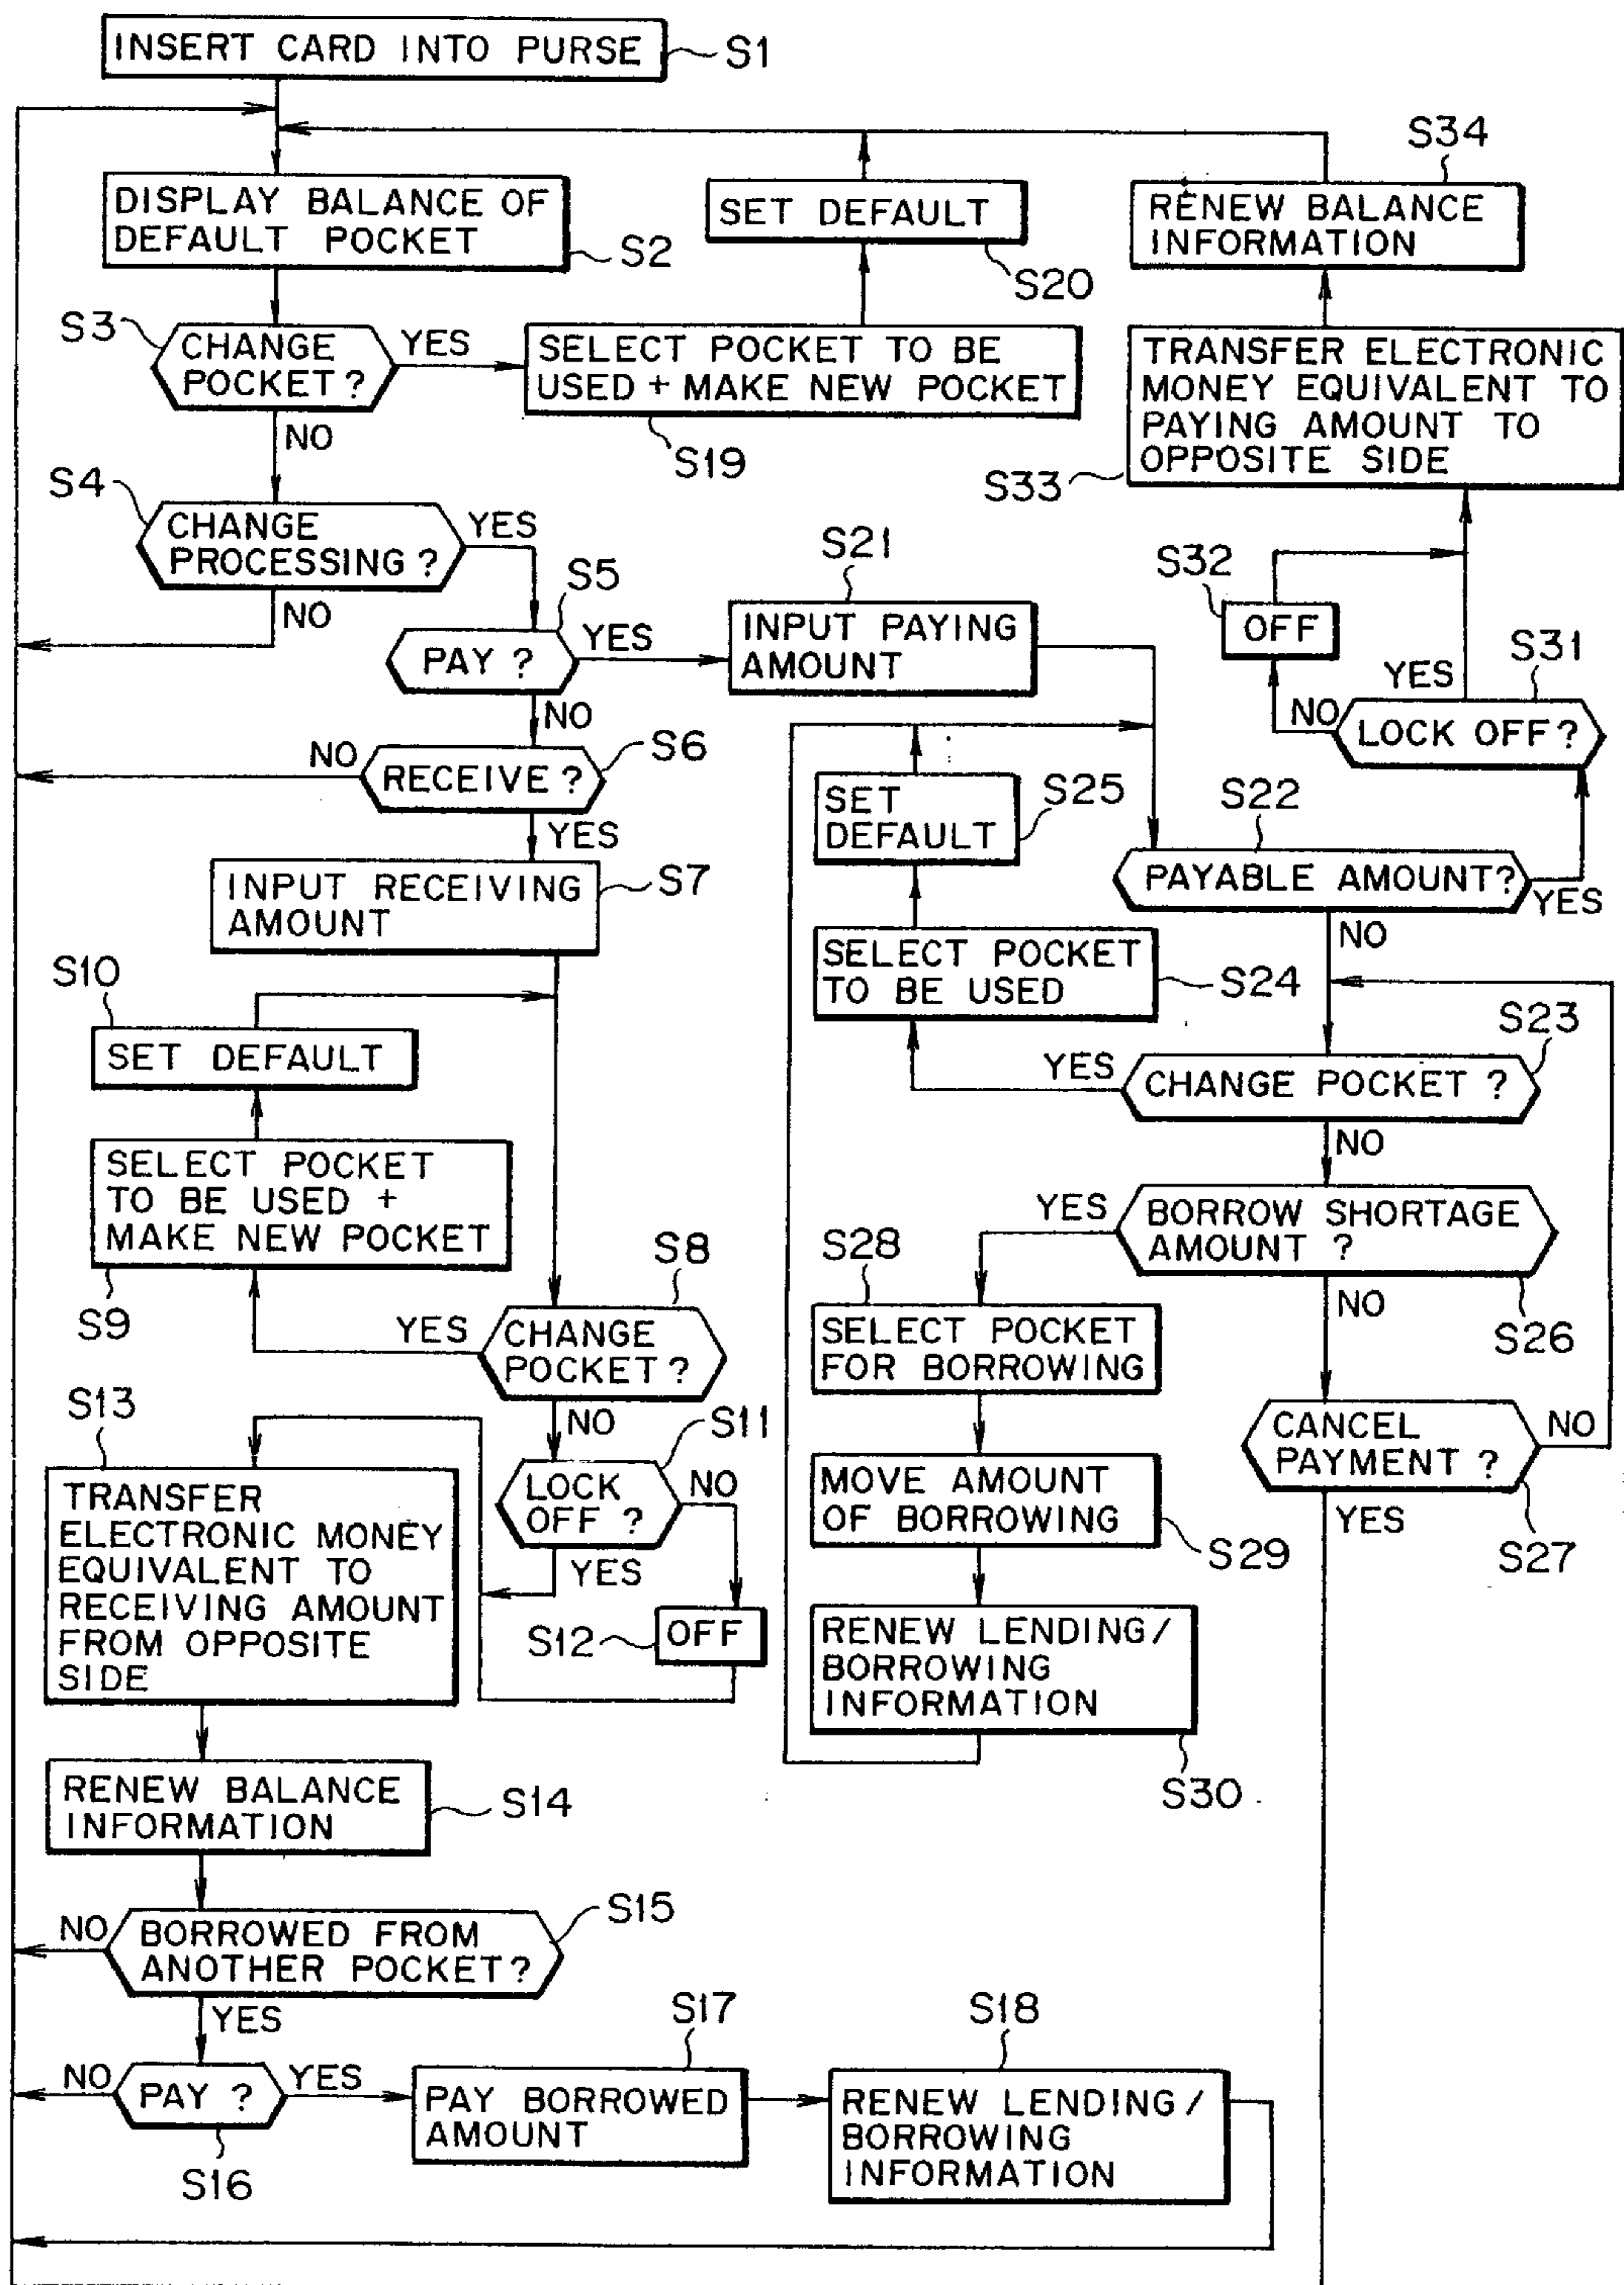 INSERT CARD INTO PURSE
S1
DISPLAY BALANCE OF
DEFAULT POCKET
S2
SET DEFAULT
S20
S34
RENEW BALANCE
INFORMATION
S3
CHANGE
POCKET?
YES
NO
SELECT POCKET TO BE
USED + MAKE NEW POCKET
S19
TRANSFER ELECTRONIC
MONEY EQUIVALENT TO
PAYING AMOUNT TO
OPPOSITE SIDE
S33
S4
CHANGE
PROCESSING?
YES
NO
S5
PAY ?
YES
NO
S21
INPUT PAYING
AMOUNT
S32
OFF
YES
S31
NO
LOCK OFF?
NO
RECEIVE ?
S6
YES
INPUT RECEIVING
AMOUNT
S7
SET
DEFAULT
S25
S22
PAYABLE AMOUNT?
YES
NO
SELECT POCKET
TO BE USED
S24
S10
SET DEFAULT
S23
YES
CHANGE POCKET ?
NO
SELECT POCKET
TO BE USED +
MAKE NEW POCKET
S9
S8
YES
CHANGE
POCKET?
NO
YES
BORROW SHORTAGE
AMOUNT ?
NO
S26
S28
SELECT POCKET
FOR BORROWING
CANCEL
PAYMENT ?
NO
YES
S27
S13
TRANSFER
ELECTRONIC MONEY
EQUIVALENT TO
RECEIVING AMOUNT
FROM OPPOSITE
SIDE
S11
LOCK
OFF ?
NO
YES
S12
OFF
MOVE AMOUNT
OF BORROWING
S29
RENEW LENDING/
BORROWING
INFORMATION
S30
RENEW BALANCE
INFORMATION
S14
S15
NO
BORROWED FROM
ANOTHER POCKET?
YES
NO
PAY ?
YES
S16
S17
PAY BORROWED
AMOUNT
S18
RENEW LENDING/
BORROWING
INFORMATION